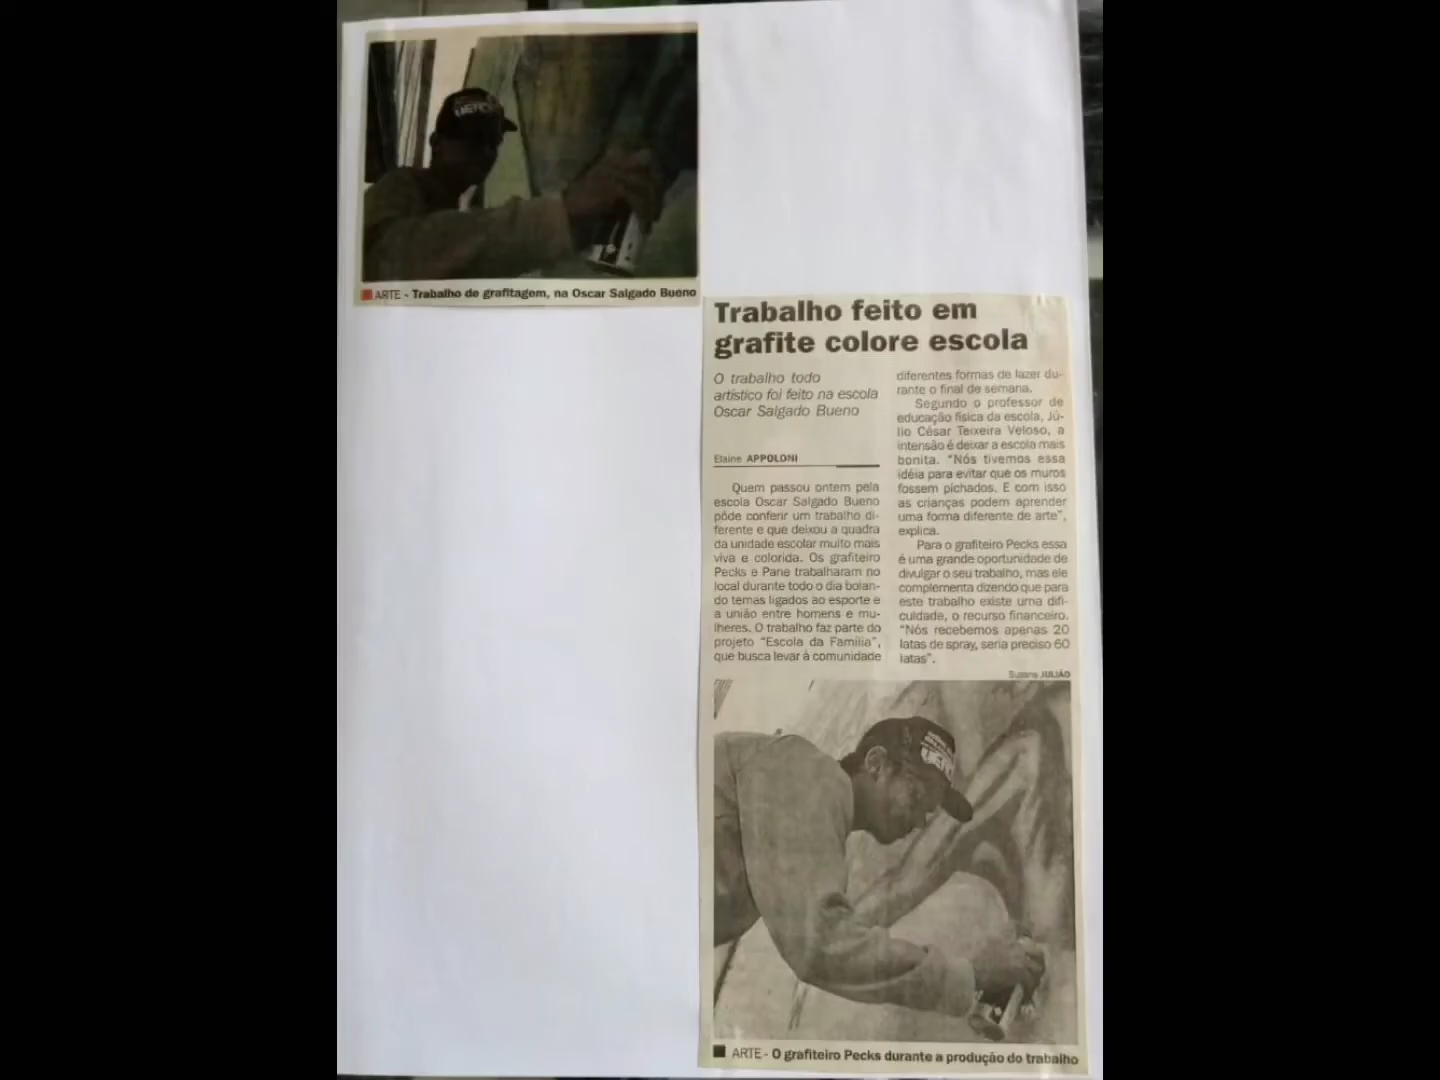 ARTE - Trabalho de grafitagem, na Oscar Salgado Bueno
Trabalho feito em
grafite colore escola
O trabalho todo
artístico foi feito na escola
Oscar Salgado Bueno
Elaine APPOLONI
Quem passou ontem pela
escola Oscar Salgado Bueno
pôde conferir um trabalho di-
ferente e que deixou a quadra
da unidade escolar muito mais
viva e colorida. Os grafiteiro
Pecks e Pane trabalharam no
local durante todo o dia bolan-
do temas ligados ao esporte e
a união entre homens e mu-
lheres. O trabalho faz parte do
projeto "Escola da Família",
que busca levar à comunidade
diferentes formas de lazer du-
rante o final de semana.
Segundo o professor de
educação física da escola, Jú-
lio César Teixeira Veloso, a
intensão é deixar a escola mais
bonita. "Nós tivemos essa
idéia para evitar que os muros
fossem pichados. E com isso
as crianças podem aprender
uma forma diferente de arte",
explica.
Para o grafiteiro Pecks essa
é uma grande oportunidade de
divulgar o seu trabalho, mas ele
complementa dizendo que para
este trabalho existe uma difi-
culdade, o recurso financeiro.
"Nós recebemos apenas 20
latas de spray, seria preciso 60
latas".
JULIÃO
ARTE - O grafiteiro Pecks durante a produção do trabalho